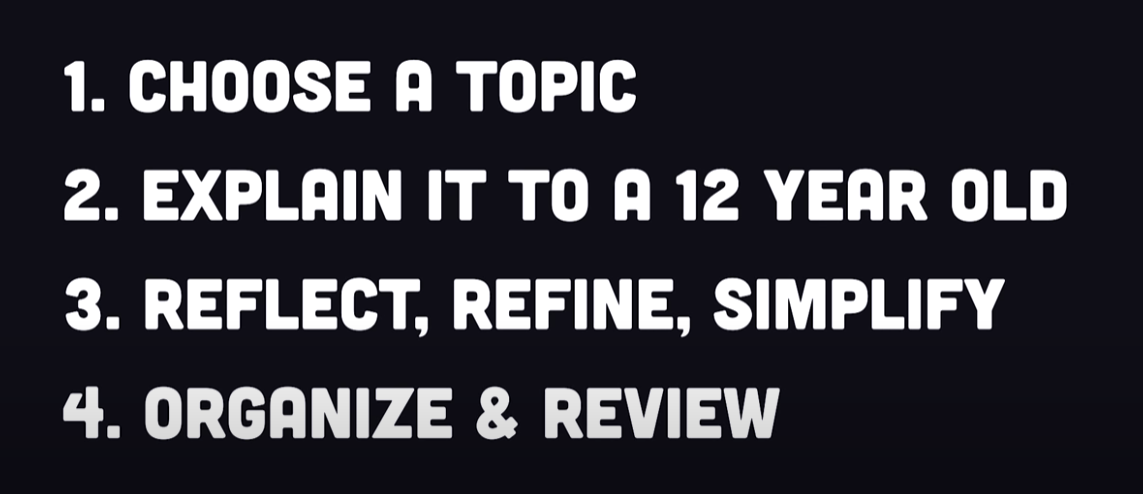 1. CHOOSE A TOPIC
2. EXPLAIN IT TO A 12 YEAR OLD
3. REFLECT, REFINE, SIMPLIFY
4. ORGANIZE & REVIEW